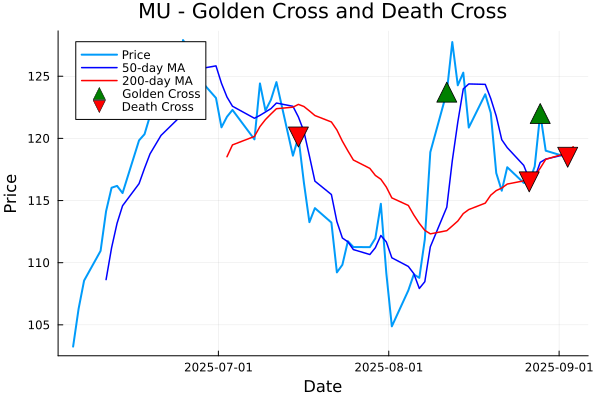 MU - Golden Cross and Death Cross
Price
50-day MA
200-day MA
Golden Cross
Death Cross
125
120
115
110
105
Price
2025-07-01
2025-08-01
2025-09-01
Date